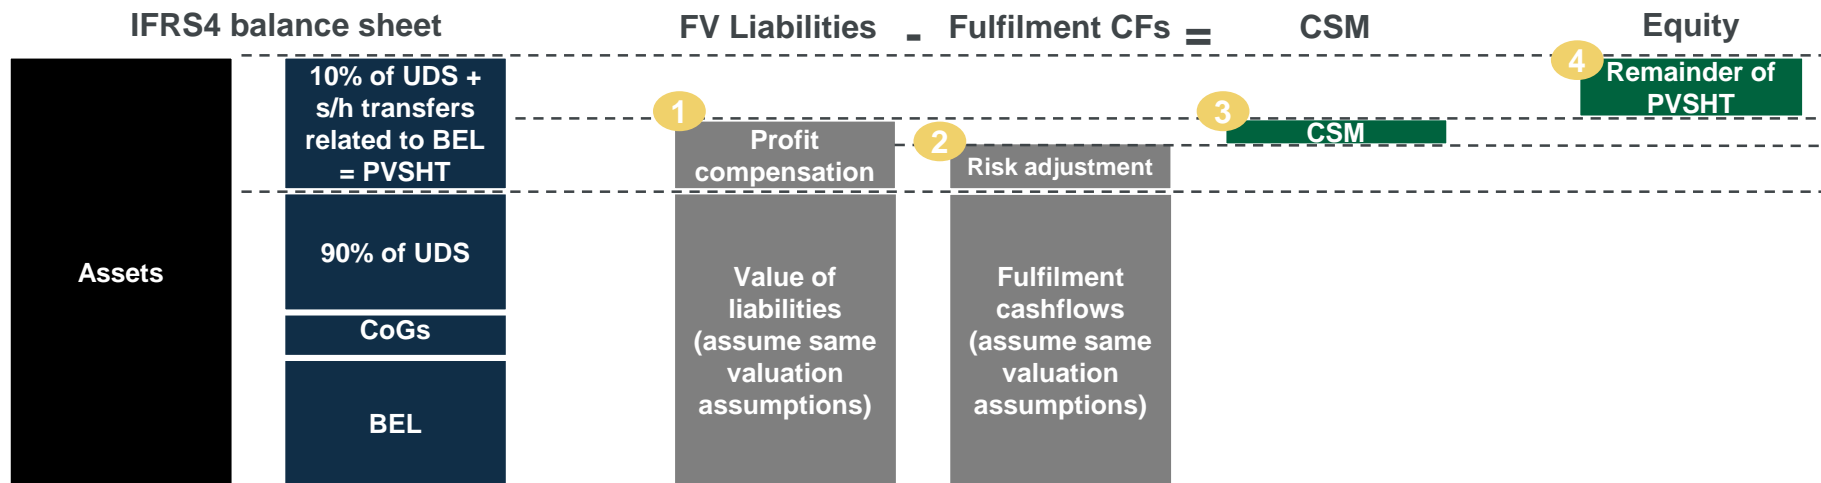 IFRS4 balance sheet
FV Liabilities
-
Fulfilment CFs
=
CSM
Equity
Assets
10% of UDS +
s/h transfers
related to BEL
= PVSHT
90% of UDS
CoGs
BEL
1
Profit
compensation
Value of
liabilities
(assume same
valuation
assumptions)
2
Risk adjustment
Fulfilment
cashflows
(assume same
valuation
assumptions)
3
CSM
4
Remainder of
PVSHT